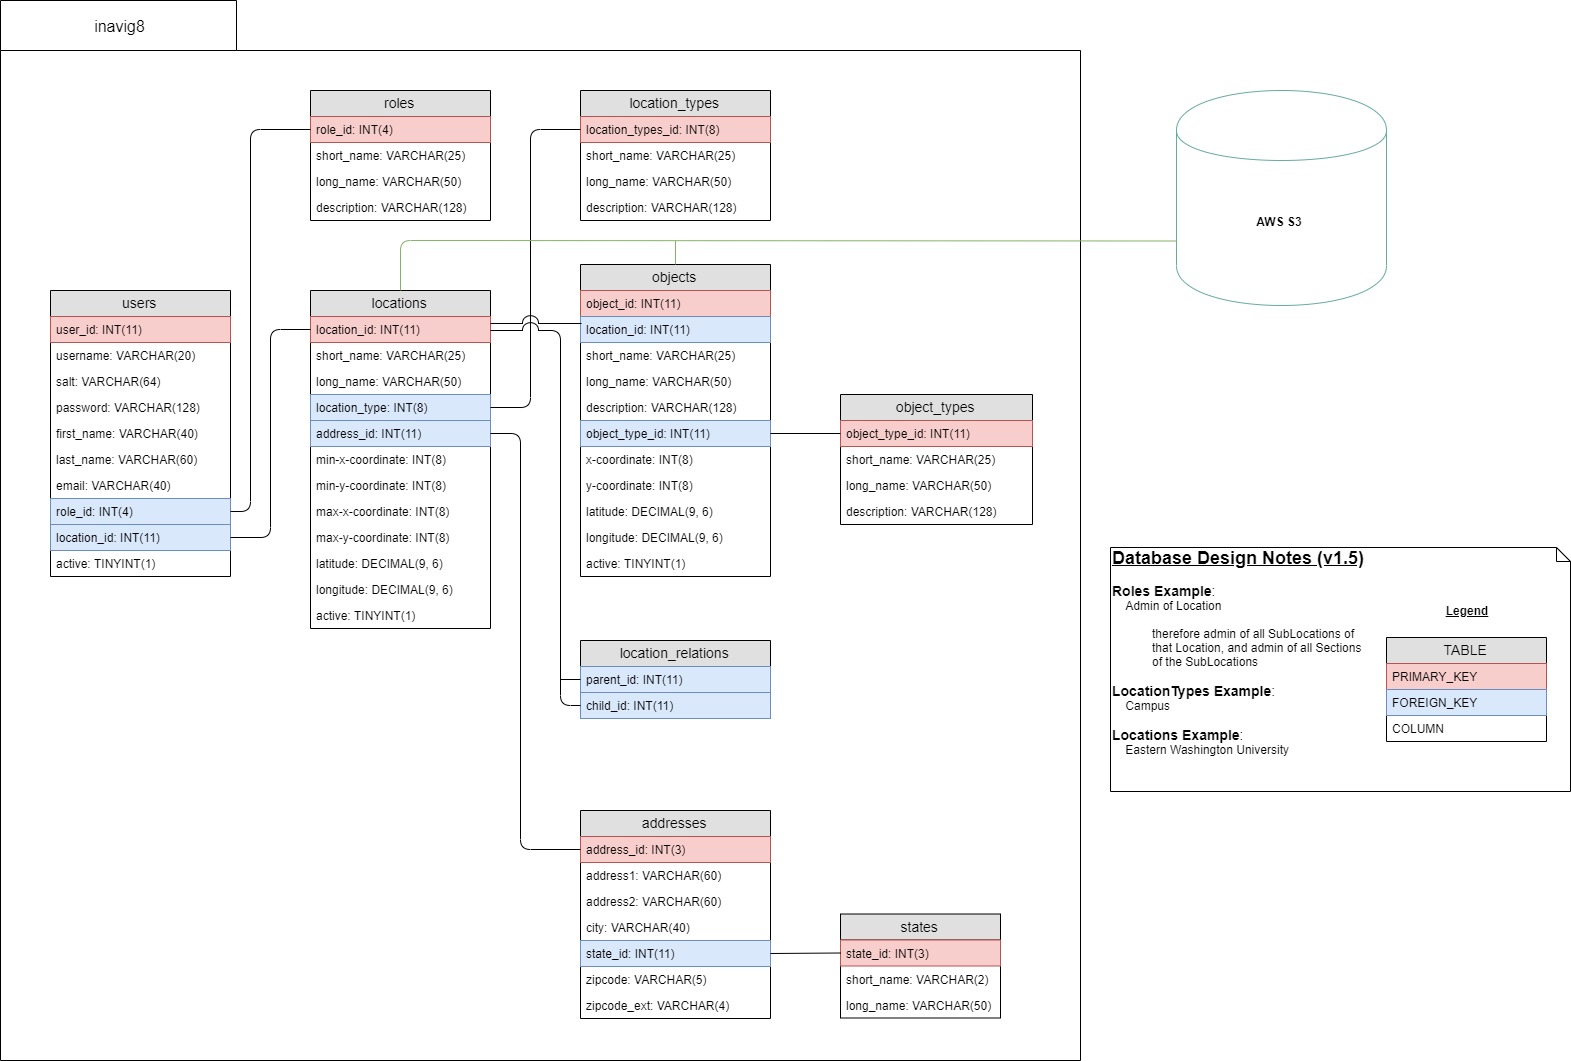 inavig8
roles
role_id: INT(4)
short_name: VARCHAR(25)
long_name: VARCHAR(50)
description: VARCHAR(128)
location_types
location_types_id: INT(8)
short_name: VARCHAR(25)
long_name: VARCHAR(50)
description: VARCHAR(128)
AWS S3
users
user_id: INT(11)
username: VARCHAR(20)
salt: VARCHAR(64)
password: VARCHAR(128)
first_name: VARCHAR(40)
last_name: VARCHAR(60)
email: VARCHAR(40)
role_id: INT(4)
location_id: INT(11)
active: TINYINT(1)
locations
location_id: INT(11)
short_name: VARCHAR(25)
long_name: VARCHAR(50)
location_type: INT(8)
address_id: INT(11)
min-x-coordinate: INT(8)
min-y-coordinate: INT(8)
max-x-coordinate: INT(8)
max-y-coordinate: INT(8)
latitude: DECIMAL(9, 6)
longitude: DECIMAL(9, 6)
active: TINYINT(1)
objects
object_id: INT(11)
location_id: INT(11)
short_name: VARCHAR(25)
long_name: VARCHAR(50)
description: VARCHAR(128)
object_type_id: INT(11)
x-coordinate: INT(8)
y-coordinate: INT(8)
latitude: DECIMAL(9, 6)
longitude: DECIMAL(9, 6)
active: TINYINT(1)
object_types
object_type_id: INT(11)
short_name: VARCHAR(25)
long_name: VARCHAR(50)
description: VARCHAR(128)
location_relations
parent_id: INT(11)
child_id: INT(11)
addresses
address_id: INT(3)
address1: VARCHAR(60)
address2: VARCHAR(60)
city: VARCHAR(40)
state_id: INT(11)
zipcode: VARCHAR(5)
zipcode_ext: VARCHAR(4)
states
state_id: INT(3)
short_name: VARCHAR(2)
long_name: VARCHAR(50)
Database Design Notes (v1.5)
Roles Example:
Admin of Location
therefore admin of all SubLocations of
that Location, and admin of all Sections
of the SubLocations
LocationTypes Example:
Campus
Locations Example:
Eastern Washington University
Legend
TABLE
PRIMARY_KEY
FOREIGN_KEY
COLUMN